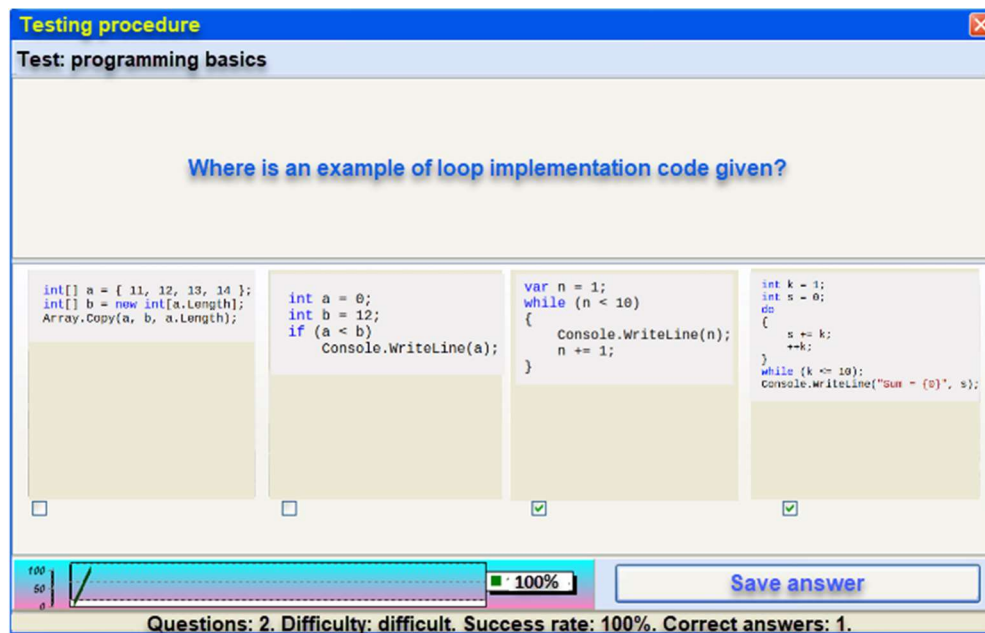 Testing procedure
Test: programming basics
Where is an example of loop implementation code given?
int[] a = { 11, 12, 13, 14 };
int[] b = new int[a.Length];
Array.Copy(a, b, a.Length);
int a = 0;
int b = 12;
if (a < b)
    Console.WriteLine(a);
var n = 1;
while (n < 10)
{
    Console.WriteLine(n);
    n += 1;
}
int k = 1;
int s = 0;
do
{
    s += k;
    ++k;
}
while (k <= 10);
Console.WriteLine("Sum = {0}", s);
100
50
0
100%
Save answer
Questions: 2. Difficulty: difficult. Success rate: 100%. Correct answers: 1.